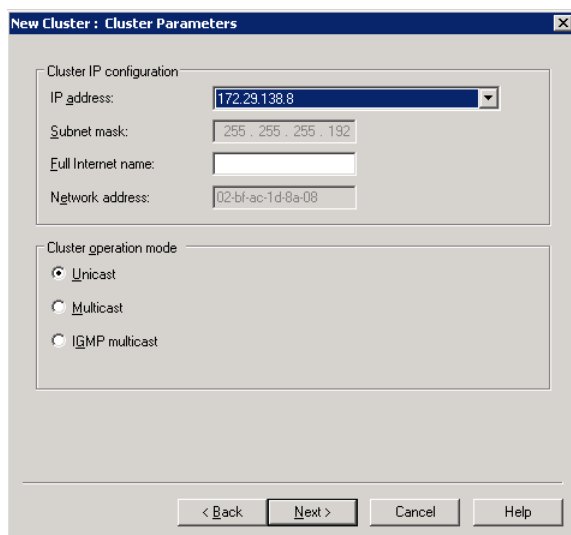 New Cluster : Cluster Parameters
Cluster IP configuration
IP address: 172.29.138.8
Subnet mask: 255 . 255 . 255 . 192
Full Internet name:
Network address: 02-bf-ac-1d-8a-08
Cluster operation mode
Unicast
Multicast
IGMP multicast
< Back Next > Cancel Help